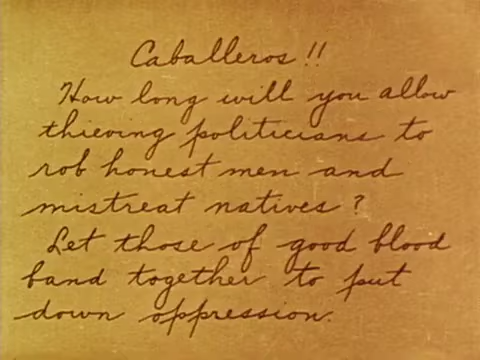 Caballeros!!
How long will you allow
thieving politicians to
rob honest men and
mistreat natives?
Let those of good blood
band together to put
down oppression.